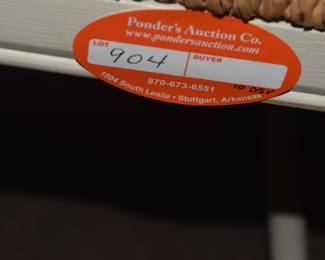 Ponder's Auction Co.
www.pondersauction.com
LOT
BUYER
904
870-673-6551
1504 South Leslie • Stuttgart, Arkansas